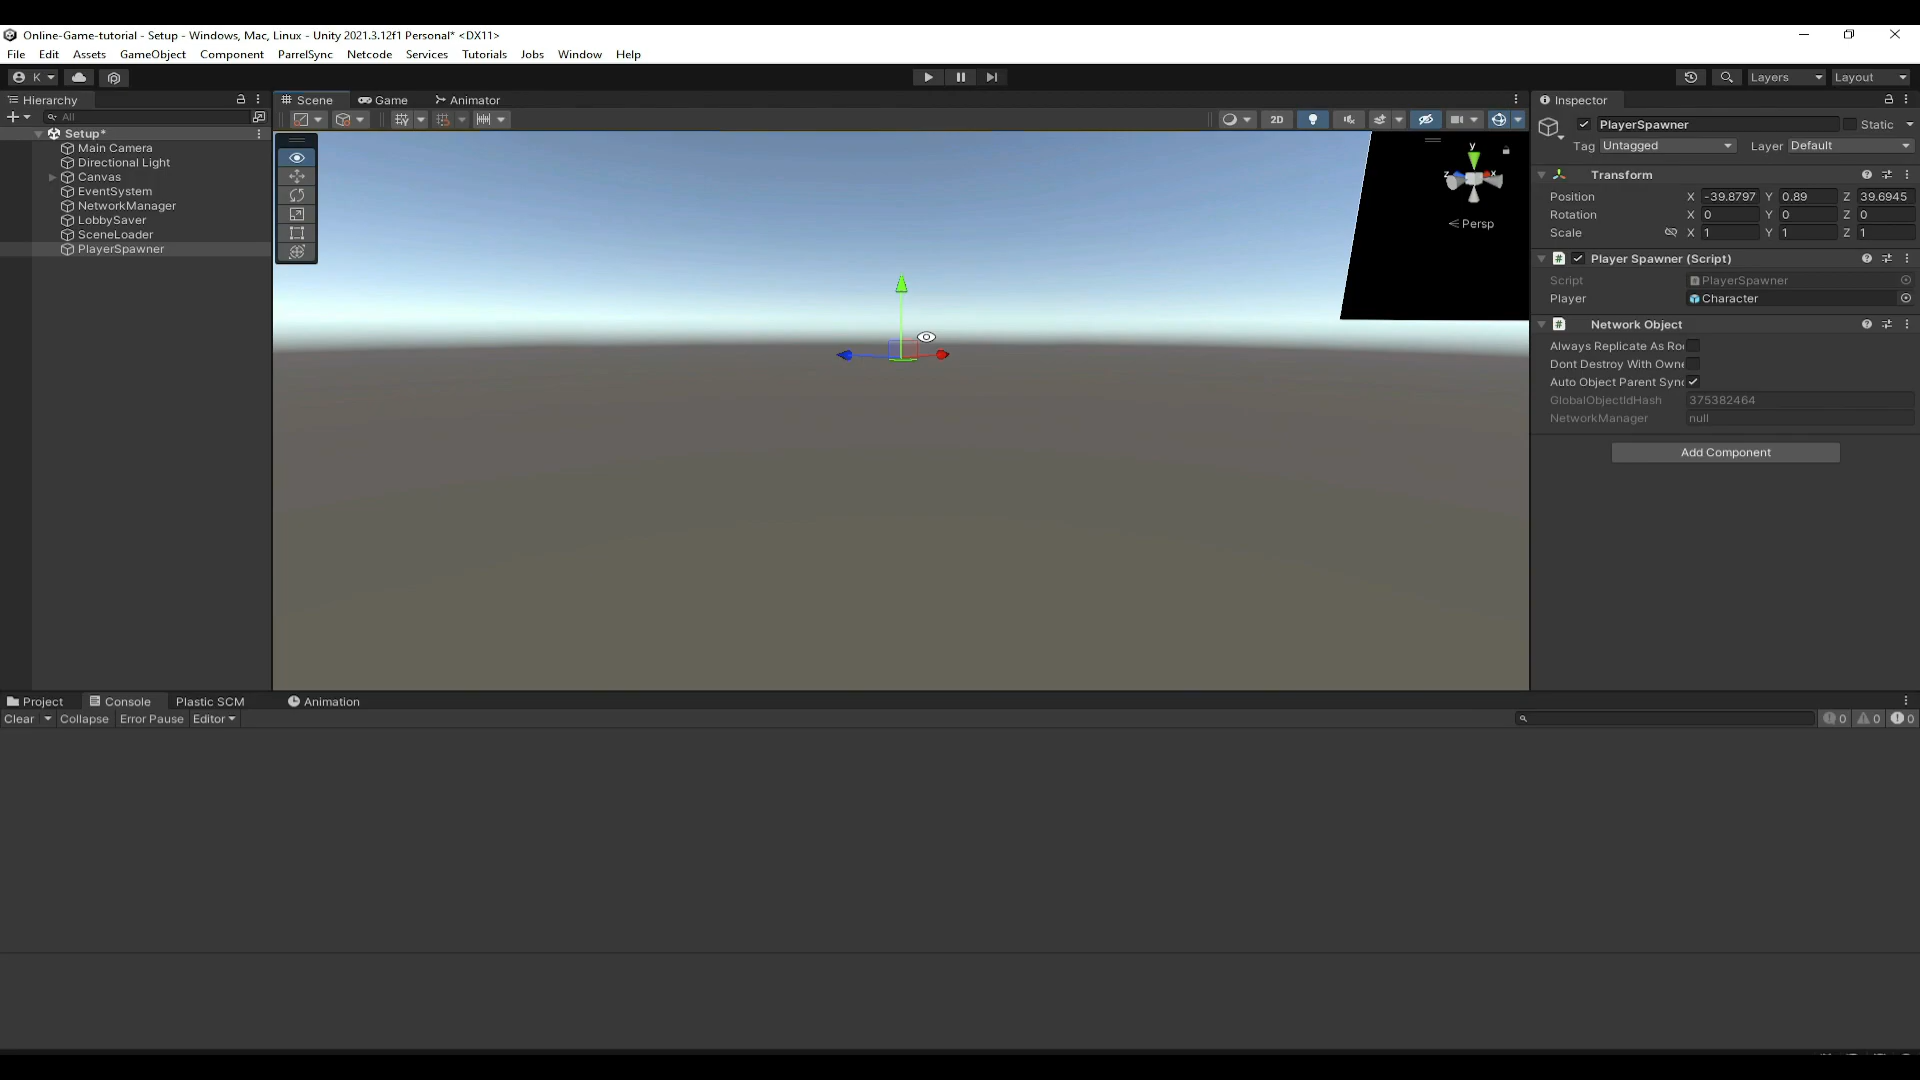 Online-Game-tutorial - Setup - Windows, Mac, Linux - Unity 2021.3.12f1 Personal* <DX11>
File Edit Assets GameObject Component ParrelSync Netcode Services Tutorials Jobs Window Help
K Layers Layout
Hierarchy
All
Setup*
Main Camera
Directional Light
Canvas
EventSystem
NetworkManager
LobbySaver
SceneLoader
PlayerSpawner
Scene Game Animator
2D
y
z x
Persp
Inspector
PlayerSpawner Static
Tag Untagged Layer Default
Transform
Position X -39.8797 Y 0.89 Z 39.6945
Rotation X 0 Y 0 Z 0
Scale X 1 Y 1 Z 1
Player Spawner (Script)
Script PlayerSpawner
Player Character
Network Object
Always Replicate As Roo
Dont Destroy With Owne
Auto Object Parent Sync
GlobalObjectIdHash 375382464
NetworkManager null
Add Component
Project Console Plastic SCM Animation
Clear Collapse Error Pause Editor 0 0 0